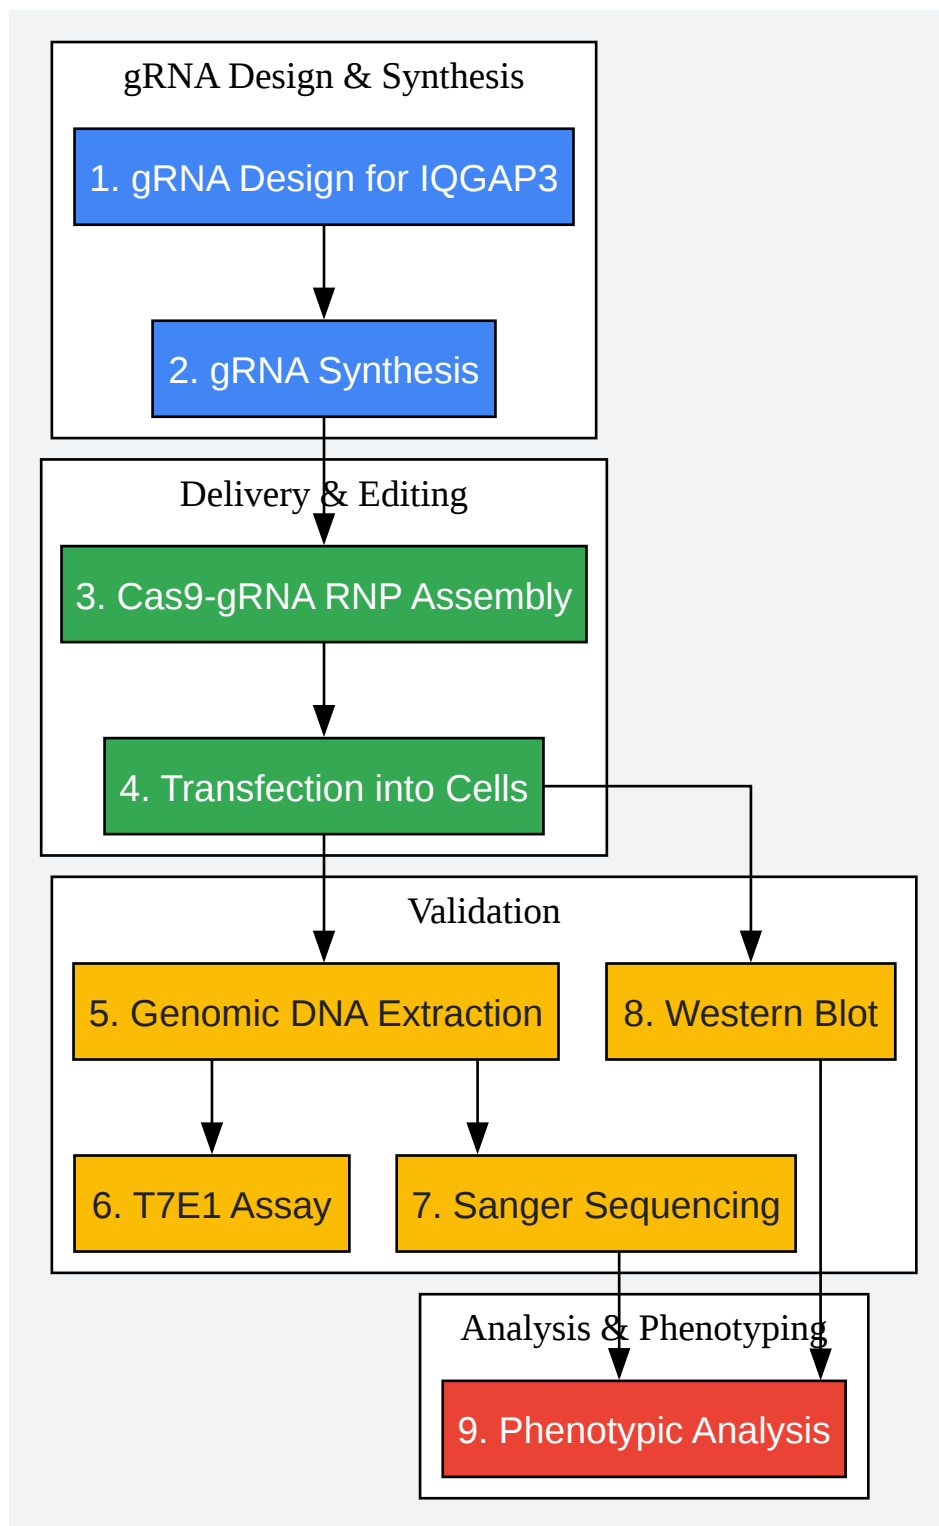 gRNA Design & Synthesis
1. gRNA Design for IQGAP3
2. gRNA Synthesis
Delivery & Editing
3. Cas9-gRNA RNP Assembly
4. Transfection into Cells
Validation
5. Genomic DNA Extraction
8. Western Blot
6. T7E1 Assay
7. Sanger Sequencing
Analysis & Phenotyping
9. Phenotypic Analysis